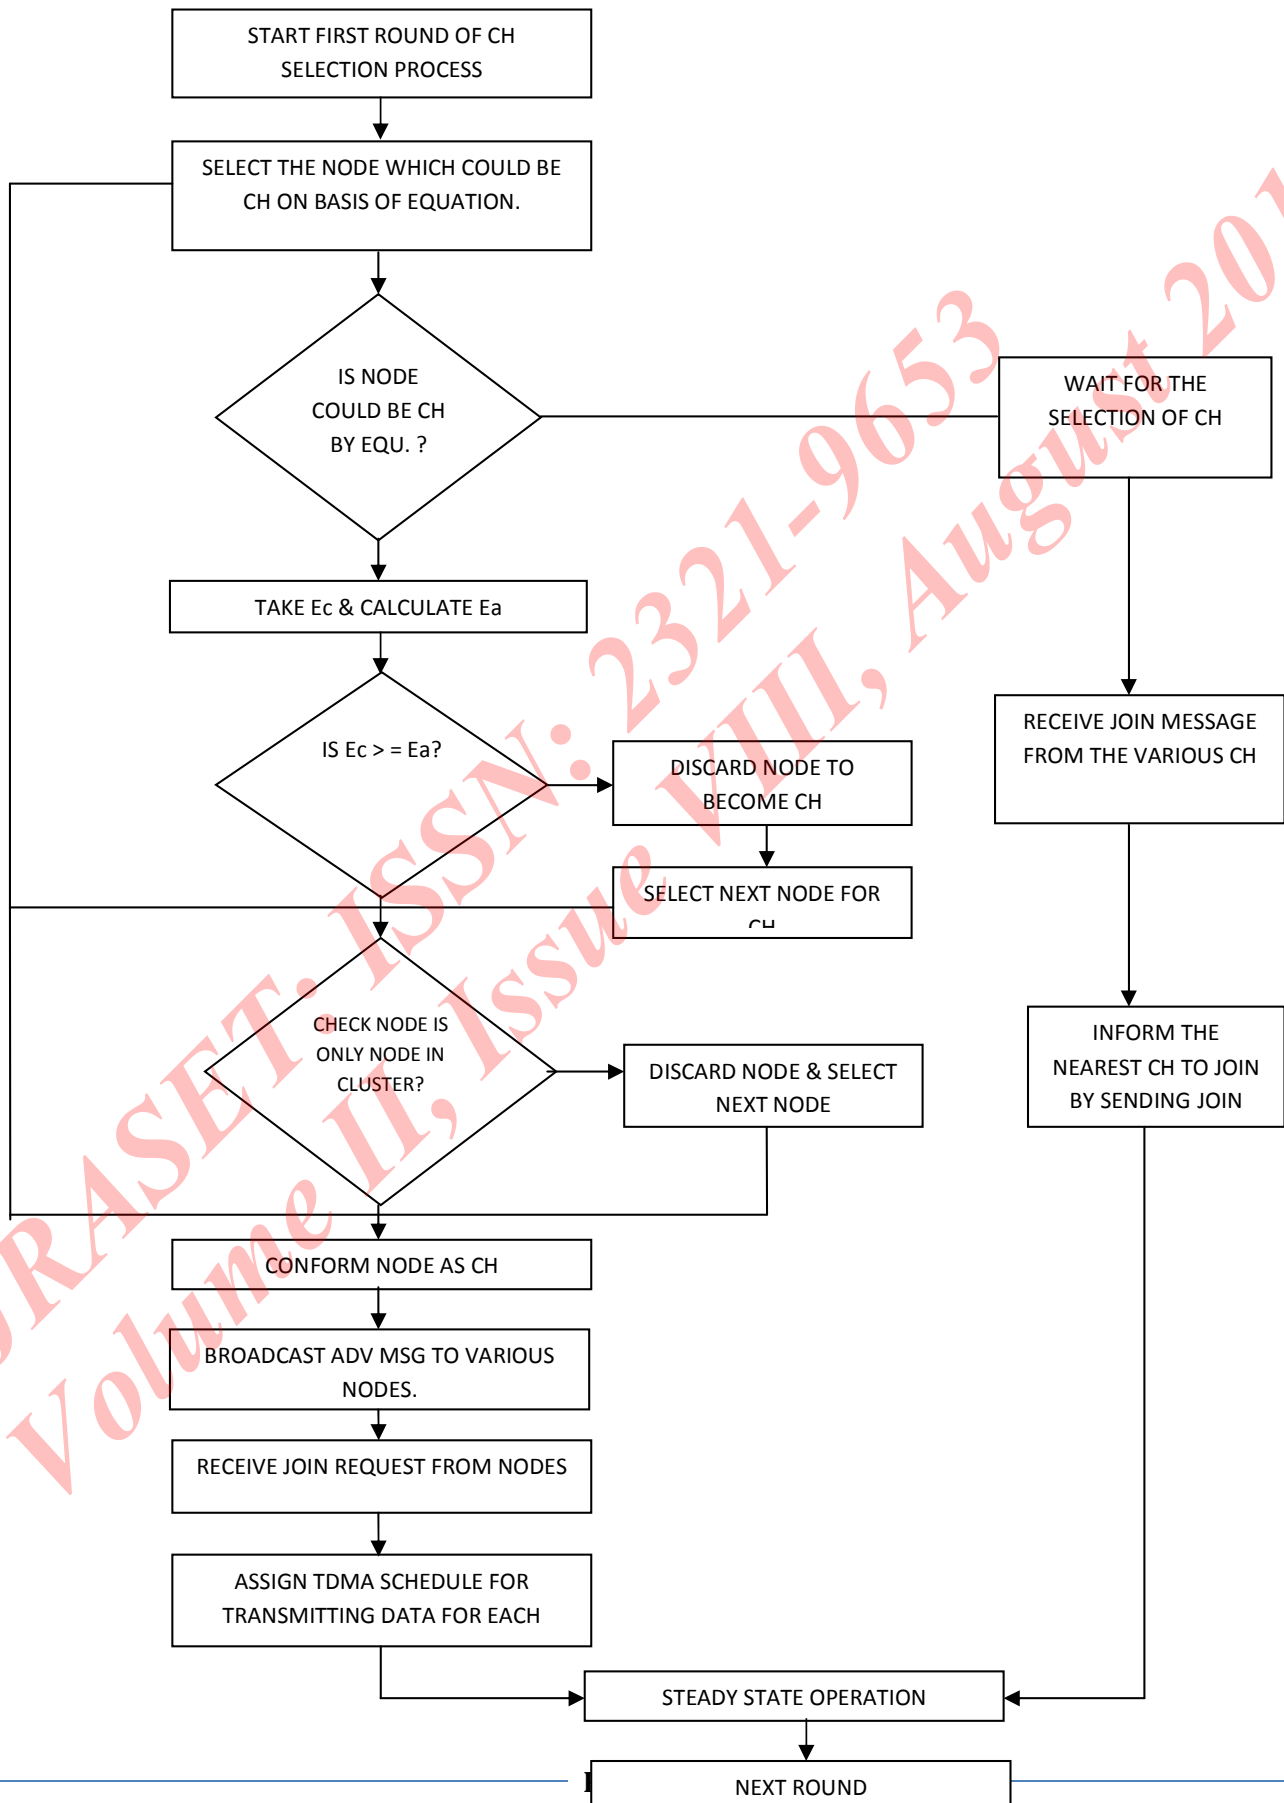 START FIRST ROUND OF CH
SELECTION PROCESS
SELECT THE NODE WHICH COULD BE
CH ON BASIS OF EQUATION.
IS NODE
COULD BE CH
BY EQU. ?
WAIT FOR THE
SELECTION OF CH
TAKE Ec & CALCULATE Ea
IS Ec > = Ea?
DISCARD NODE TO
BECOME CH
RECEIVE JOIN MESSAGE
FROM THE VARIOUS CH
SELECT NEXT NODE FOR
CH
CHECK NODE IS
ONLY NODE IN
CLUSTER?
DISCARD NODE & SELECT
NEXT NODE
INFORM THE
NEAREST CH TO JOIN
BY SENDING JOIN
CONFORM NODE AS CH
BROADCAST ADV MSG TO VARIOUS
NODES.
RECEIVE JOIN REQUEST FROM NODES
ASSIGN TDMA SCHEDULE FOR
TRANSMITTING DATA FOR EACH
STEADY STATE OPERATION
NEXT ROUND
RASET: ISSN: 2321-9653
Volume II, Issue VIII, August 201